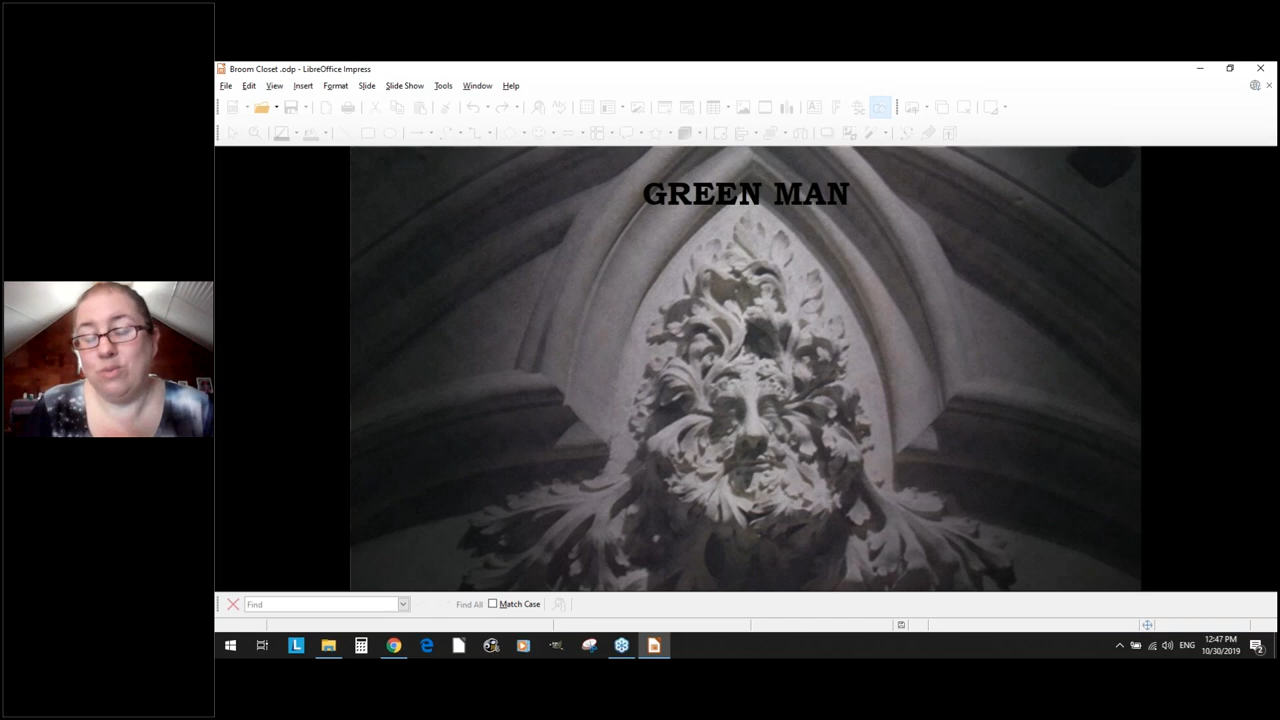 Broom Closet .odp - LibreOffice Impress
File Edit View Insert Format Slide Slide Show Tools Window Help
GREEN MAN
Find Find All Match Case
12:47 PM
ENG
10/30/2019
2